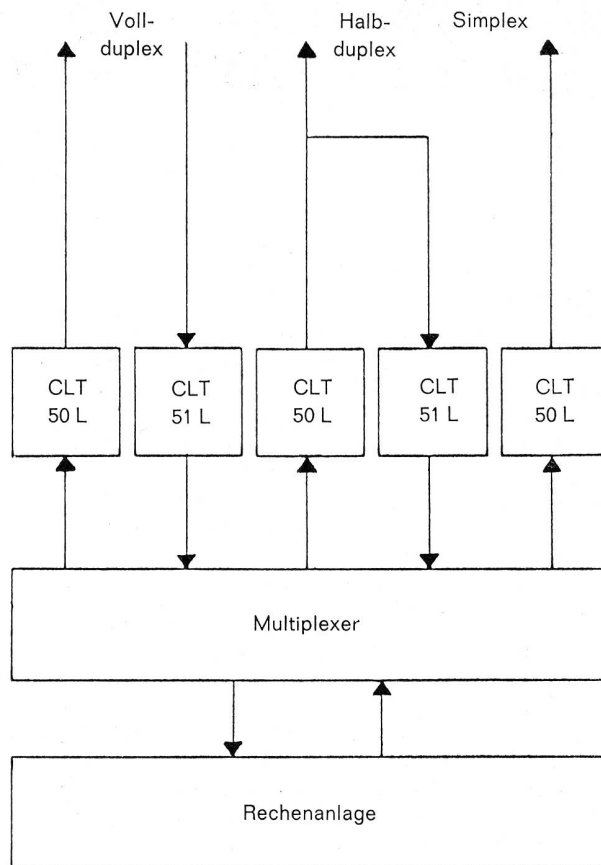 Voll-
duplex
Halb-
duplex
Simplex
CLT
50 L
CLT
51 L
CLT
50 L
CLT
51 L
CLT
50 L
Multiplexer
Rechenanlage